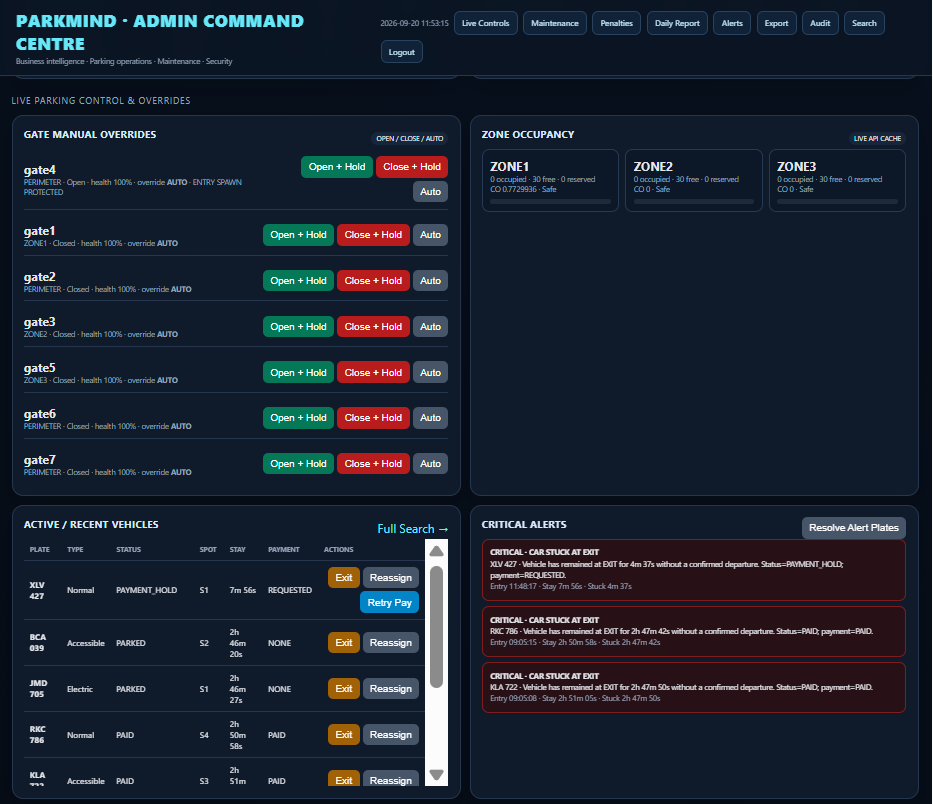 PARKMIND · ADMIN COMMAND
CENTRE
Business intelligence · Parking operations · Maintenance · Security
2026-09-20 11:53:15
Live Controls
Maintenance
Penalties
Daily Report
Alerts
Export
Audit
Search
Logout
LIVE PARKING CONTROL & OVERRIDES
GATE MANUAL OVERRIDES
OPEN / CLOSE / AUTO
gate4
PERIMETER · Open · health 100% · override AUTO · ENTRY SPAWN
PROTECTED
Open + Hold
Close + Hold
Auto
gate1
ZONE1 · Closed · health 100% · override AUTO
Open + Hold
Close + Hold
Auto
gate2
PERIMETER · Closed · health 100% · override AUTO
Open + Hold
Close + Hold
Auto
gate3
ZONE2 · Closed · health 100% · override AUTO
Open + Hold
Close + Hold
Auto
gate5
ZONE3 · Closed · health 100% · override AUTO
Open + Hold
Close + Hold
Auto
gate6
PERIMETER · Closed · health 100% · override AUTO
Open + Hold
Close + Hold
Auto
gate7
PERIMETER · Closed · health 100% · override AUTO
Open + Hold
Close + Hold
Auto
ZONE OCCUPANCY
LIVE API CACHE
ZONE1
0 occupied · 30 free · 0 reserved
CO 0.7729936 · Safe
ZONE2
0 occupied · 30 free · 0 reserved
CO 0 · Safe
ZONE3
0 occupied · 30 free · 0 reserved
CO 0 · Safe
ACTIVE / RECENT VEHICLES
Full Search →
PLATE TYPE STATUS SPOT STAY PAYMENT ACTIONS
XLV 427 Normal PAYMENT_HOLD S1 7m 56s REQUESTED Exit Reassign
Retry Pay
BCA 039 Accessible PARKED S2 2h 46m 20s NONE Exit Reassign
JMD 705 Electric PARKED S1 2h 46m 27s NONE Exit Reassign
RKC 786 Normal PAID S4 2h 50m 58s PAID Exit Reassign
KLA 722 Accessible PAID S3 2h 51m PAID Exit Reassign
CRITICAL ALERTS
Resolve Alert Plates
CRITICAL · CAR STUCK AT EXIT
XLV 427 · Vehicle has remained at EXIT for 4m 37s without a confirmed departure. Status=PAYMENT_HOLD;
payment=REQUESTED.
Entry 11:48:17 · Stay 7m 56s · Stuck 4m 37s
CRITICAL · CAR STUCK AT EXIT
RKC 786 · Vehicle has remained at EXIT for 2h 47m 42s without a confirmed departure. Status=PAID; payment=PAID.
Entry 09:05:15 · Stay 2h 50m 58s · Stuck 2h 47m 42s
CRITICAL · CAR STUCK AT EXIT
KLA 722 · Vehicle has remained at EXIT for 2h 47m 50s without a confirmed departure. Status=PAID; payment=PAID.
Entry 09:05:08 · Stay 2h 51m 05s · Stuck 2h 47m 50s